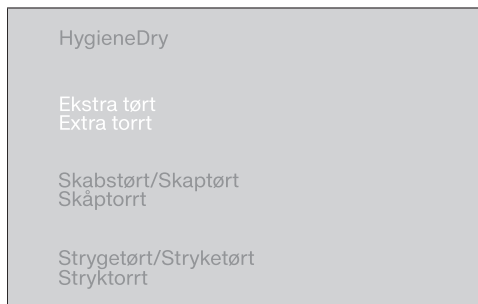 HygieneDry
Ekstra tørt
Extra torrt
Skabstørt/Skaptørt
Skåptorrt
Strygetørt/Stryketørt
Stryktorrt